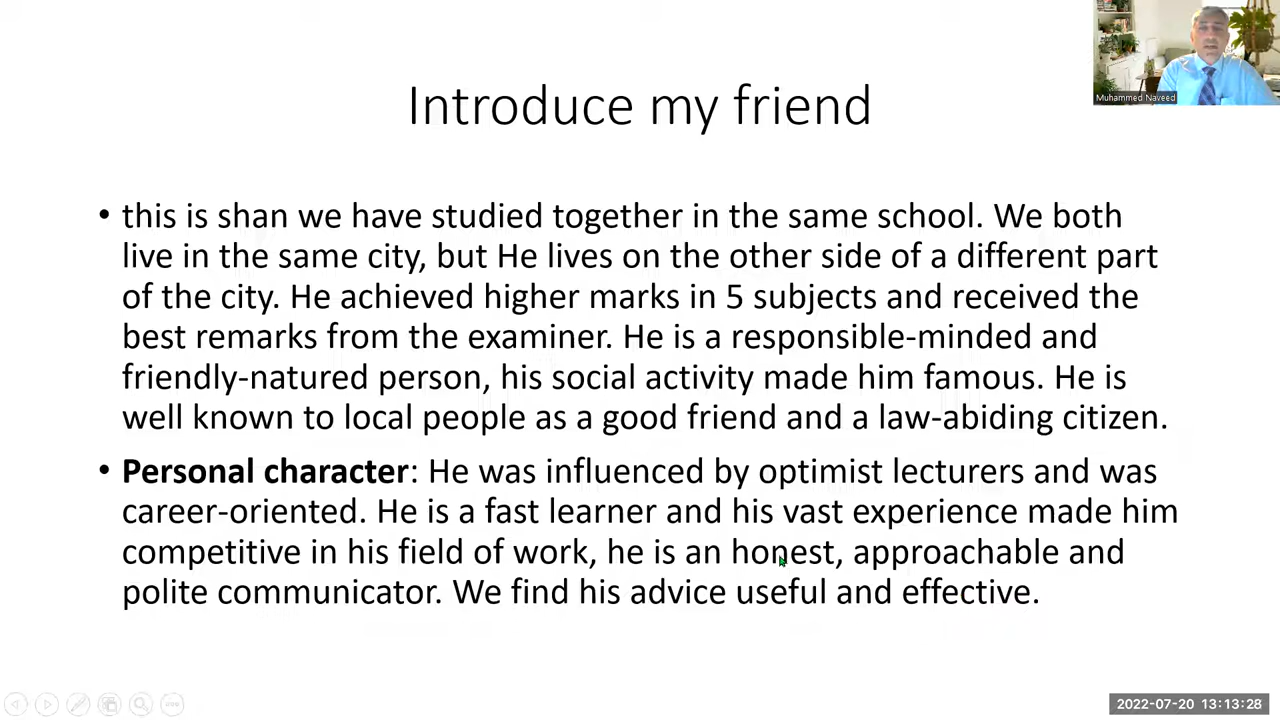 Muhammed Naveed
Introduce my friend
• this is shan we have studied together in the same school. We both
live in the same city, but He lives on the other side of a different part
of the city. He achieved higher marks in 5 subjects and received the
best remarks from the examiner. He is a responsible-minded and
friendly-natured person, his social activity made him famous. He is
well known to local people as a good friend and a law-abiding citizen.
• Personal character: He was influenced by optimist lecturers and was
career-oriented. He is a fast learner and his vast experience made him
competitive in his field of work, he is an honest, approachable and
polite communicator. We find his advice useful and effective.
2022-07-20 13:13:28